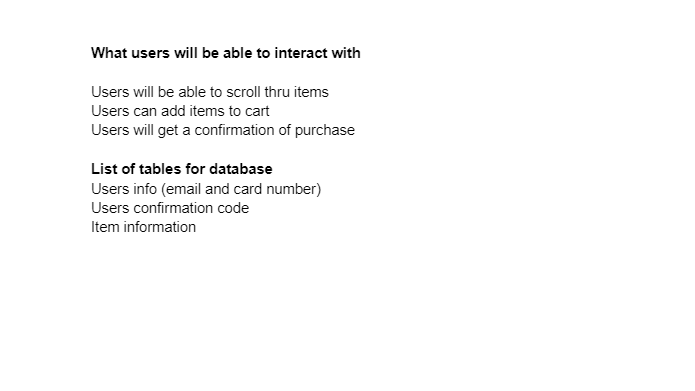 What users will be able to interact with
Users will be able to scroll thru items
Users can add items to cart
Users will get a confirmation of purchase
List of tables for database
Users info (email and card number)
Users confirmation code
Item information